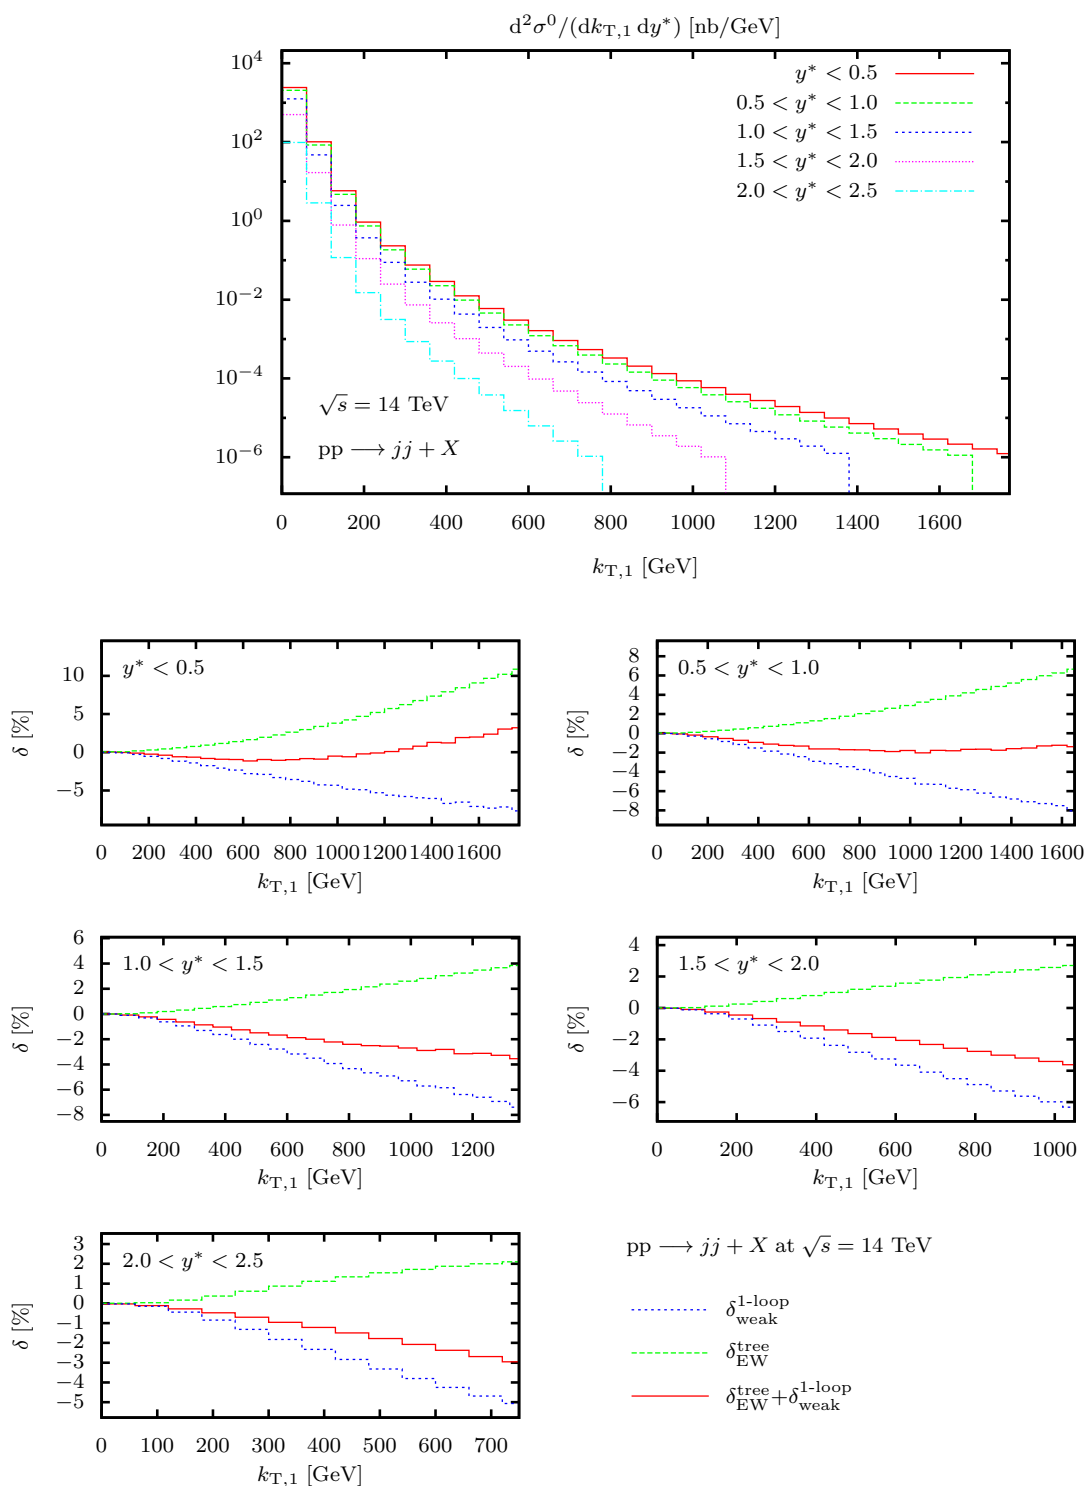 d²σ⁰/(dk_T,1 dy*) [nb/GeV]
10⁴
10²
10⁰
10⁻²
10⁻⁴
10⁻⁶
y* < 0.5
0.5 < y* < 1.0
1.0 < y* < 1.5
1.5 < y* < 2.0
2.0 < y* < 2.5
√s = 14 TeV
pp ⟶ jj + X
0 200 400 600 800 1000 1200 1400 1600
k_T,1 [GeV]
y* < 0.5
δ [%]
10
5
0
−5
0 200 400 600 800 1000 1200 1400 1600
k_T,1 [GeV]
0.5 < y* < 1.0
δ [%]
8
6
4
2
0
−2
−4
−6
−8
0 200 400 600 800 1000 1200 1400 1600
k_T,1 [GeV]
1.0 < y* < 1.5
δ [%]
6
4
2
0
−2
−4
−6
−8
0 200 400 600 800 1000 1200
k_T,1 [GeV]
1.5 < y* < 2.0
δ [%]
4
2
0
−2
−4
−6
0 200 400 600 800 1000
k_T,1 [GeV]
2.0 < y* < 2.5
δ [%]
3
2
1
0
−1
−2
−3
−4
−5
0 100 200 300 400 500 600 700
k_T,1 [GeV]
pp ⟶ jj + X at √s = 14 TeV
δ^1-loop_weak
δ^tree_EW
δ^tree_EW+δ^1-loop_weak